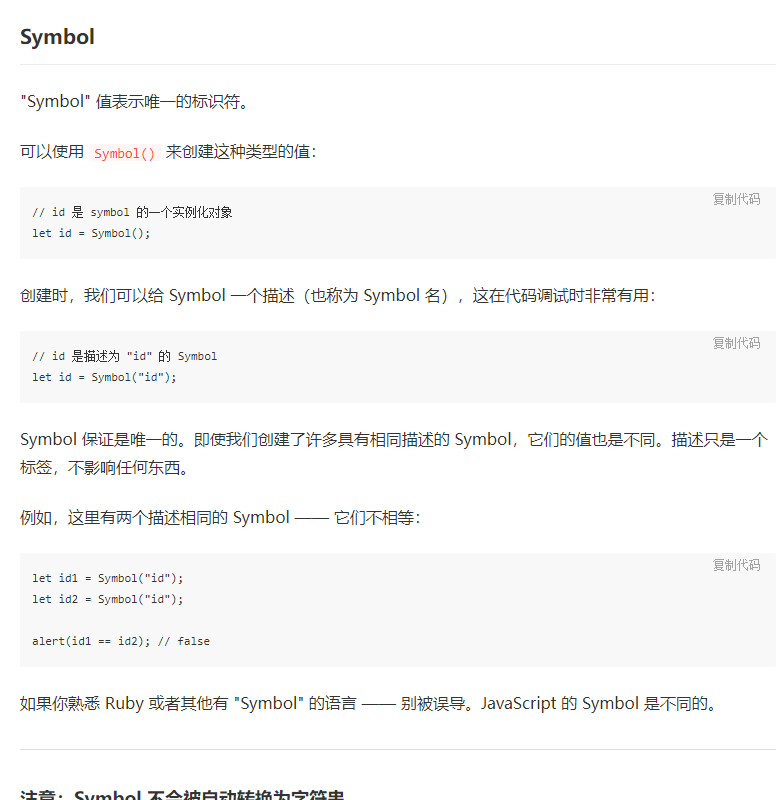 Symbol
"Symbol" 值表示唯一的标识符。
可以使用 Symbol() 来创建这种类型的值：
复制代码
// id 是 symbol 的一个实例化对象
let id = Symbol();
创建时，我们可以给 Symbol 一个描述（也称为 Symbol 名），这在代码调试时非常有用：
复制代码
// id 是描述为 "id" 的 Symbol
let id = Symbol("id");
Symbol 保证是唯一的。即使我们创建了许多具有相同描述的 Symbol，它们的值也是不同。描述只是一个
标签，不影响任何东西。
例如，这里有两个描述相同的 Symbol —— 它们不相等：
复制代码
let id1 = Symbol("id");
let id2 = Symbol("id");
alert(id1 == id2); // false
如果你熟悉 Ruby 或者其他有 "Symbol" 的语言 —— 别被误导。JavaScript 的 Symbol 是不同的。
注意：Symbol 不会被自动转换为字符串